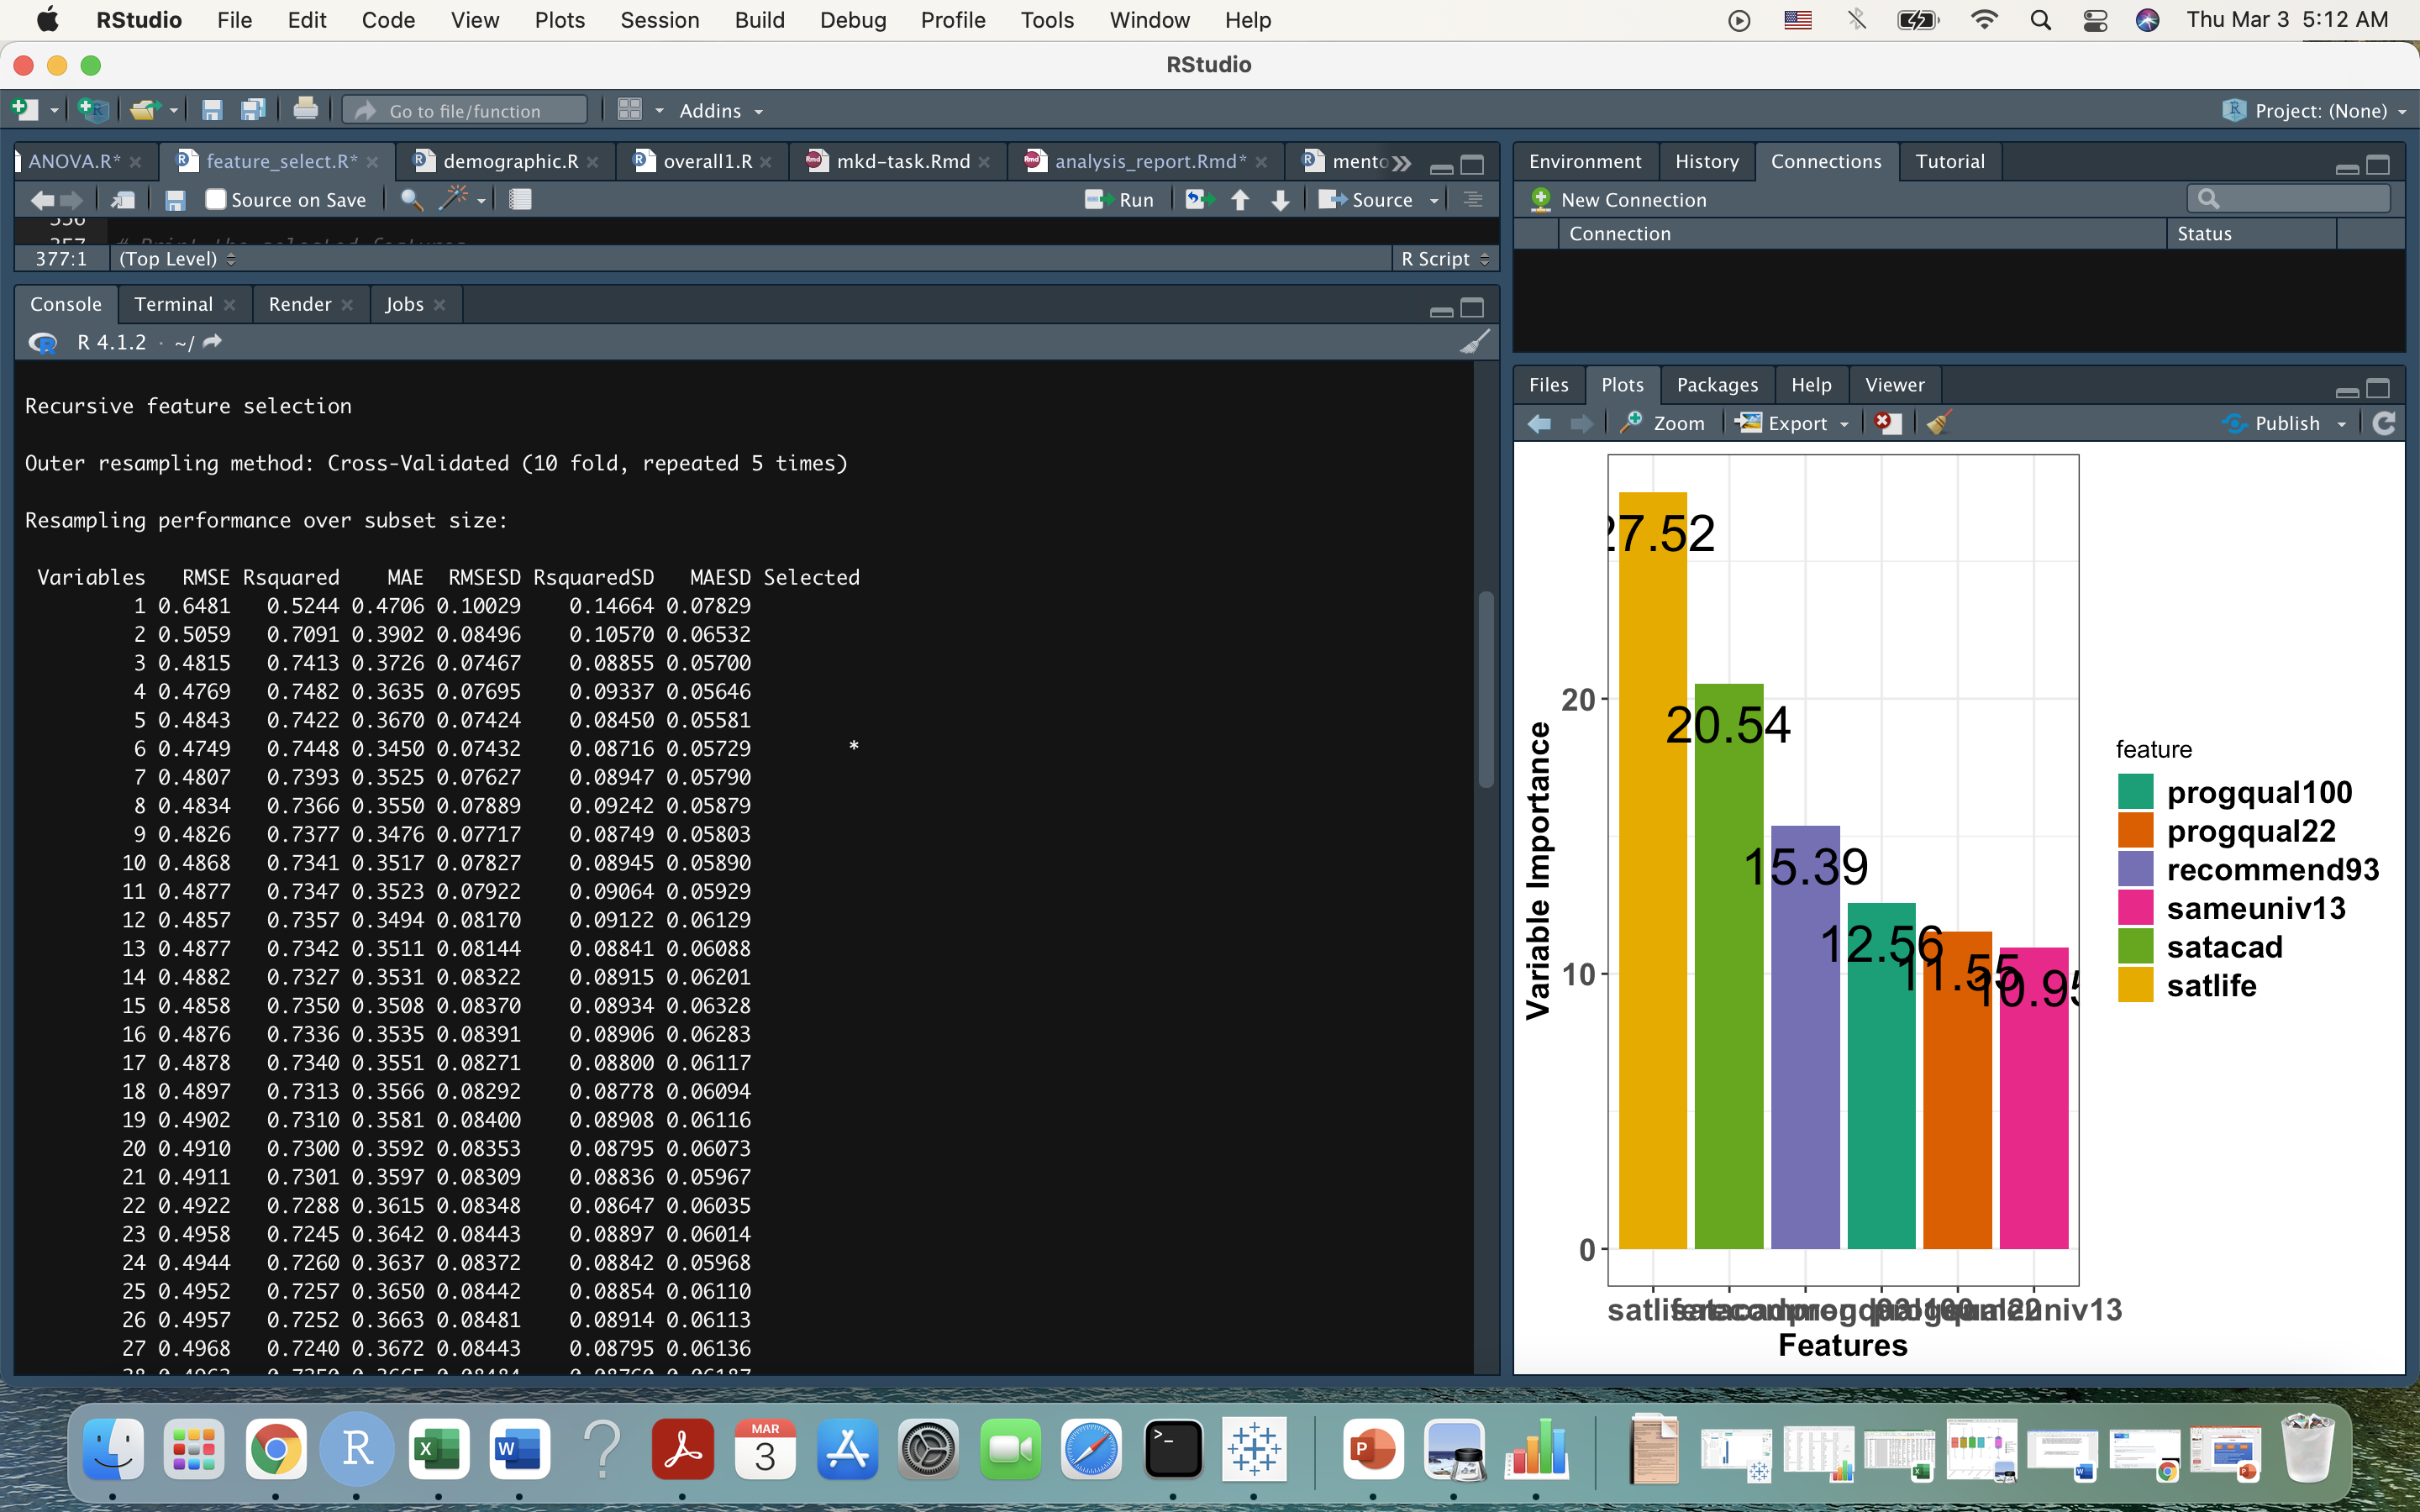 RStudio File Edit Code View Plots Session Build Debug Profile Tools Window Help Thu Mar 3 5:12 AM
RStudio
Go to file/function Addins Project: (None)
ANOVA.R* feature_select.R* demographic.R overall1.R mkd-task.Rmd analysis_report.Rmd* mento
Source on Save Run Source
377:1 (Top Level) R Script
Console Terminal Render Jobs
R 4.1.2 · ~/
Recursive feature selection
Outer resampling method: Cross-Validated (10 fold, repeated 5 times)
Resampling performance over subset size:
Variables RMSE Rsquared MAE RMSESD RsquaredSD MAESD Selected
1 0.6481 0.5244 0.4706 0.10029 0.14664 0.07829
2 0.5059 0.7091 0.3902 0.08496 0.10570 0.06532
3 0.4815 0.7413 0.3726 0.07467 0.08855 0.05700
4 0.4769 0.7482 0.3635 0.07695 0.09337 0.05646
5 0.4843 0.7422 0.3670 0.07424 0.08450 0.05581
6 0.4749 0.7448 0.3450 0.07432 0.08716 0.05729 *
7 0.4807 0.7393 0.3525 0.07627 0.08947 0.05790
8 0.4834 0.7366 0.3550 0.07889 0.09242 0.05879
9 0.4826 0.7377 0.3476 0.07717 0.08749 0.05803
10 0.4868 0.7341 0.3517 0.07827 0.08945 0.05890
11 0.4877 0.7347 0.3523 0.07922 0.09064 0.05929
12 0.4857 0.7357 0.3494 0.08170 0.09122 0.06129
13 0.4877 0.7342 0.3511 0.08144 0.08841 0.06088
14 0.4882 0.7327 0.3531 0.08322 0.08915 0.06201
15 0.4858 0.7350 0.3508 0.08370 0.08934 0.06328
16 0.4876 0.7336 0.3535 0.08391 0.08906 0.06283
17 0.4878 0.7340 0.3551 0.08271 0.08800 0.06117
18 0.4897 0.7313 0.3566 0.08292 0.08778 0.06094
19 0.4902 0.7310 0.3581 0.08400 0.08908 0.06116
20 0.4910 0.7300 0.3592 0.08353 0.08795 0.06073
21 0.4911 0.7301 0.3597 0.08309 0.08836 0.05967
22 0.4922 0.7288 0.3615 0.08348 0.08647 0.06035
23 0.4958 0.7245 0.3642 0.08443 0.08897 0.06014
24 0.4944 0.7260 0.3637 0.08372 0.08842 0.05968
25 0.4952 0.7257 0.3650 0.08442 0.08854 0.06110
26 0.4957 0.7252 0.3663 0.08481 0.08914 0.06113
27 0.4968 0.7240 0.3672 0.08443 0.08795 0.06136
Environment History Connections Tutorial
New Connection
Connection Status
Files Plots Packages Help Viewer
Zoom Export Publish
27.52
20.54
15.39
12.56
11.55
10.95
20
10
0
Variable Importance
Features
feature
progqual100
progqual22
recommend93
sameuniv13
satacad
satlife
MAR
3